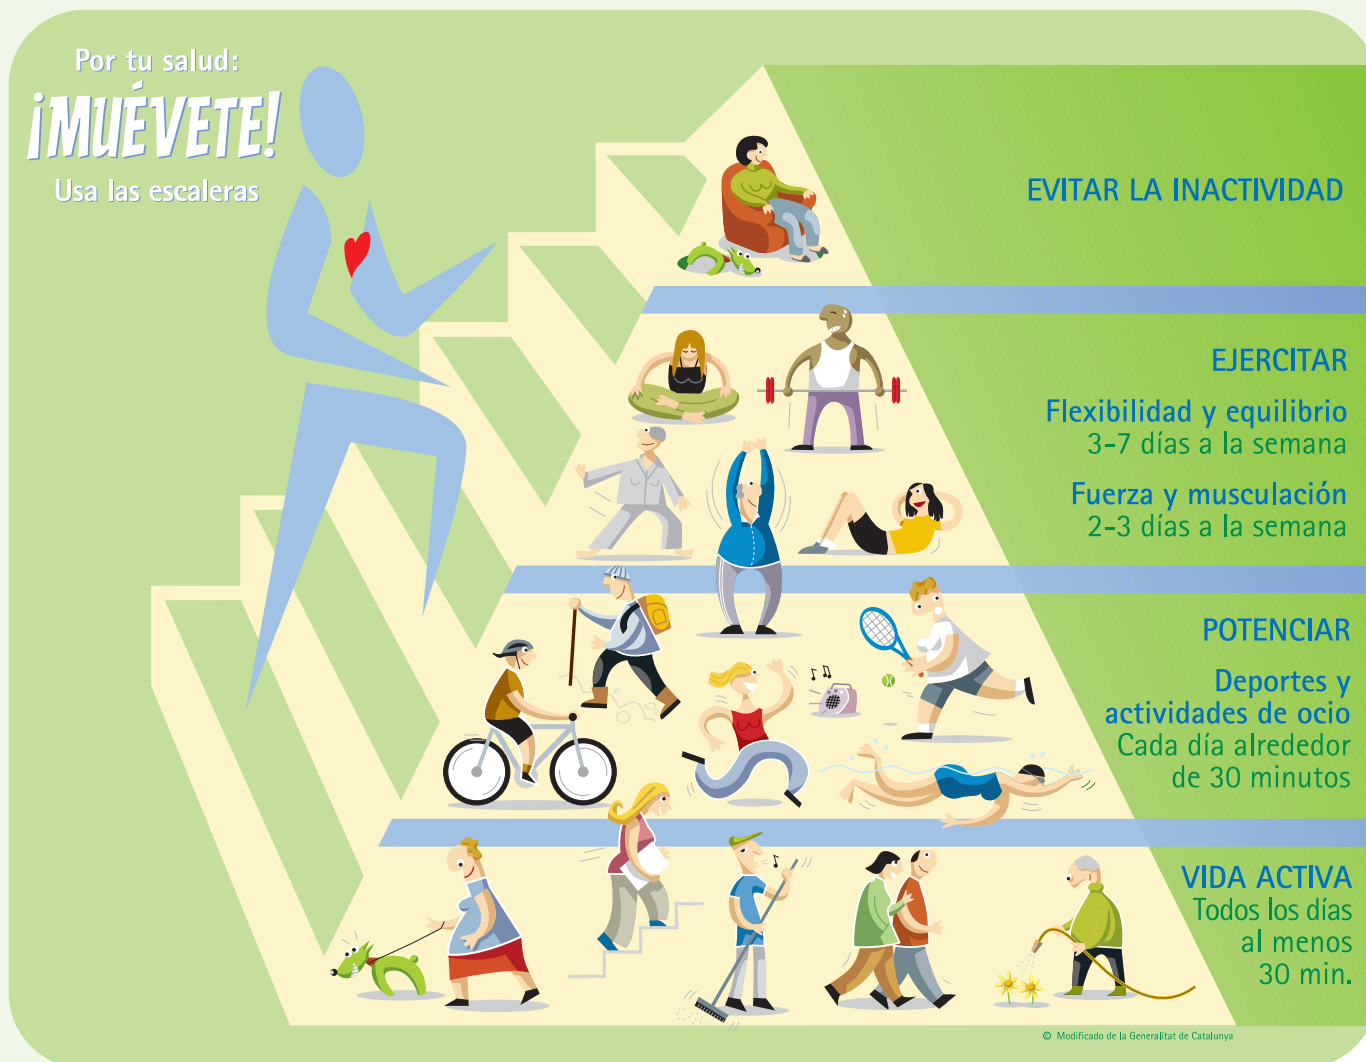 Por tu salud:
¡MUÉVETE!
Usa las escaleras
EVITAR LA INACTIVIDAD
EJERCITAR
Flexibilidad y equilibrio
3-7 días a la semana
Fuerza y musculación
2-3 días a la semana
POTENCIAR
Deportes y
actividades de ocio
Cada día alrededor
de 30 minutos
VIDA ACTIVA
Todos los días
al menos
30 min.
© Modificado de la Generalitat de Catalunya